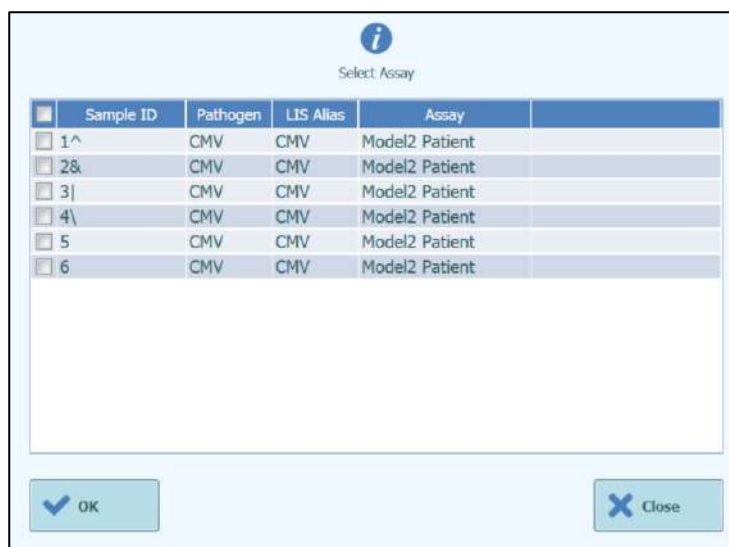 Select Assay
Sample ID Pathogen LIS Alias Assay
1^ CMV CMV Model2 Patient
2& CMV CMV Model2 Patient
3| CMV CMV Model2 Patient
4\ CMV CMV Model2 Patient
5 CMV CMV Model2 Patient
6 CMV CMV Model2 Patient
OK Close